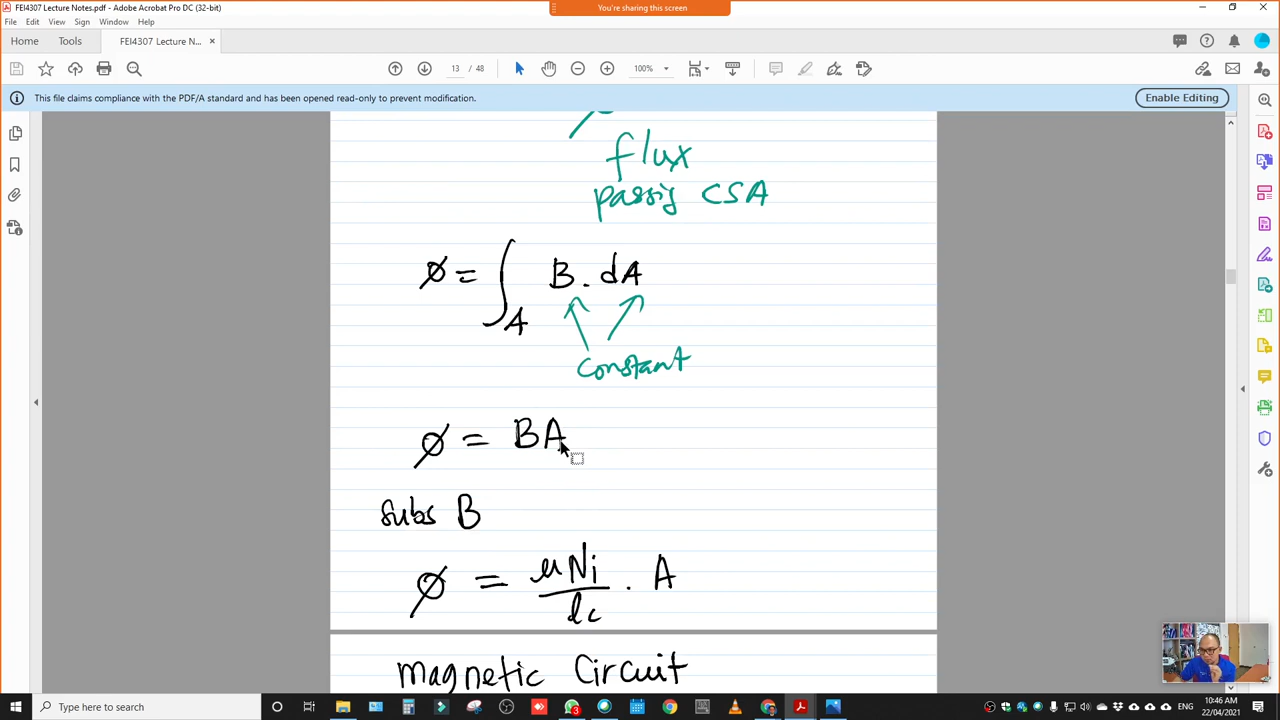 FEI4307 Lecture Notes.pdf - Adobe Acrobat Pro DC (32-bit)
You're sharing this screen
File Edit View Sign Window Help
Home Tools FEI4307 Lecture N... ×
13 / 48 100%
This file claims compliance with the PDF/A standard and has been opened read-only to prevent modification.
Enable Editing
flux
passig CSA
Ø = ∫A B . dA
constant
Ø = BA
subs B
Ø = μNi/dc . A
magnetic Circuit
Type here to search
3
ENG
10:46 AM
22/04/2021